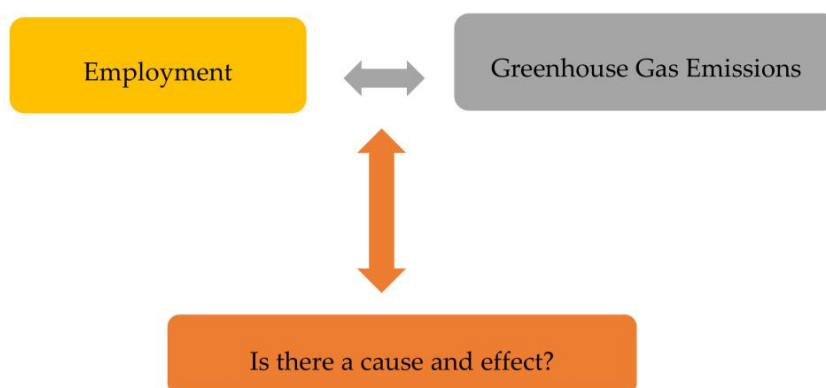 Employment
Greenhouse Gas Emissions
Is there a cause and effect?